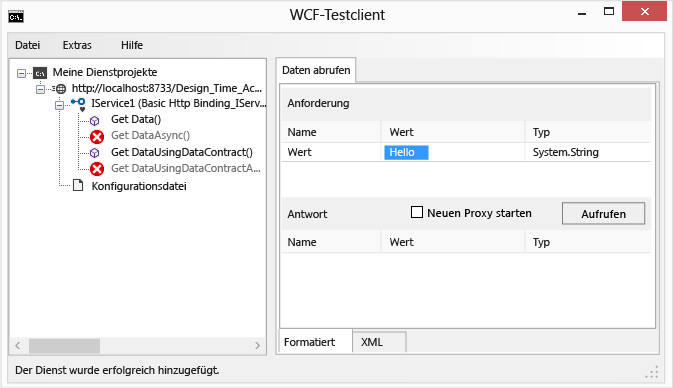 WCF-Testclient
Datei Extras Hilfe
Meine Dienstprojekte
http://localhost:8733/Design_Time_Ac...
IService1 (Basic Http Binding_IServ...
Get Data()
Get DataAsync()
Get DataUsingDataContract()
Get DataUsingDataContractA...
Konfigurationsdatei
Daten abrufen
Anforderung
Name Wert Typ
Wert Hello System.String
Antwort Neuen Proxy starten Aufrufen
Name Wert Typ
Formatiert XML
Der Dienst wurde erfolgreich hinzugefügt.